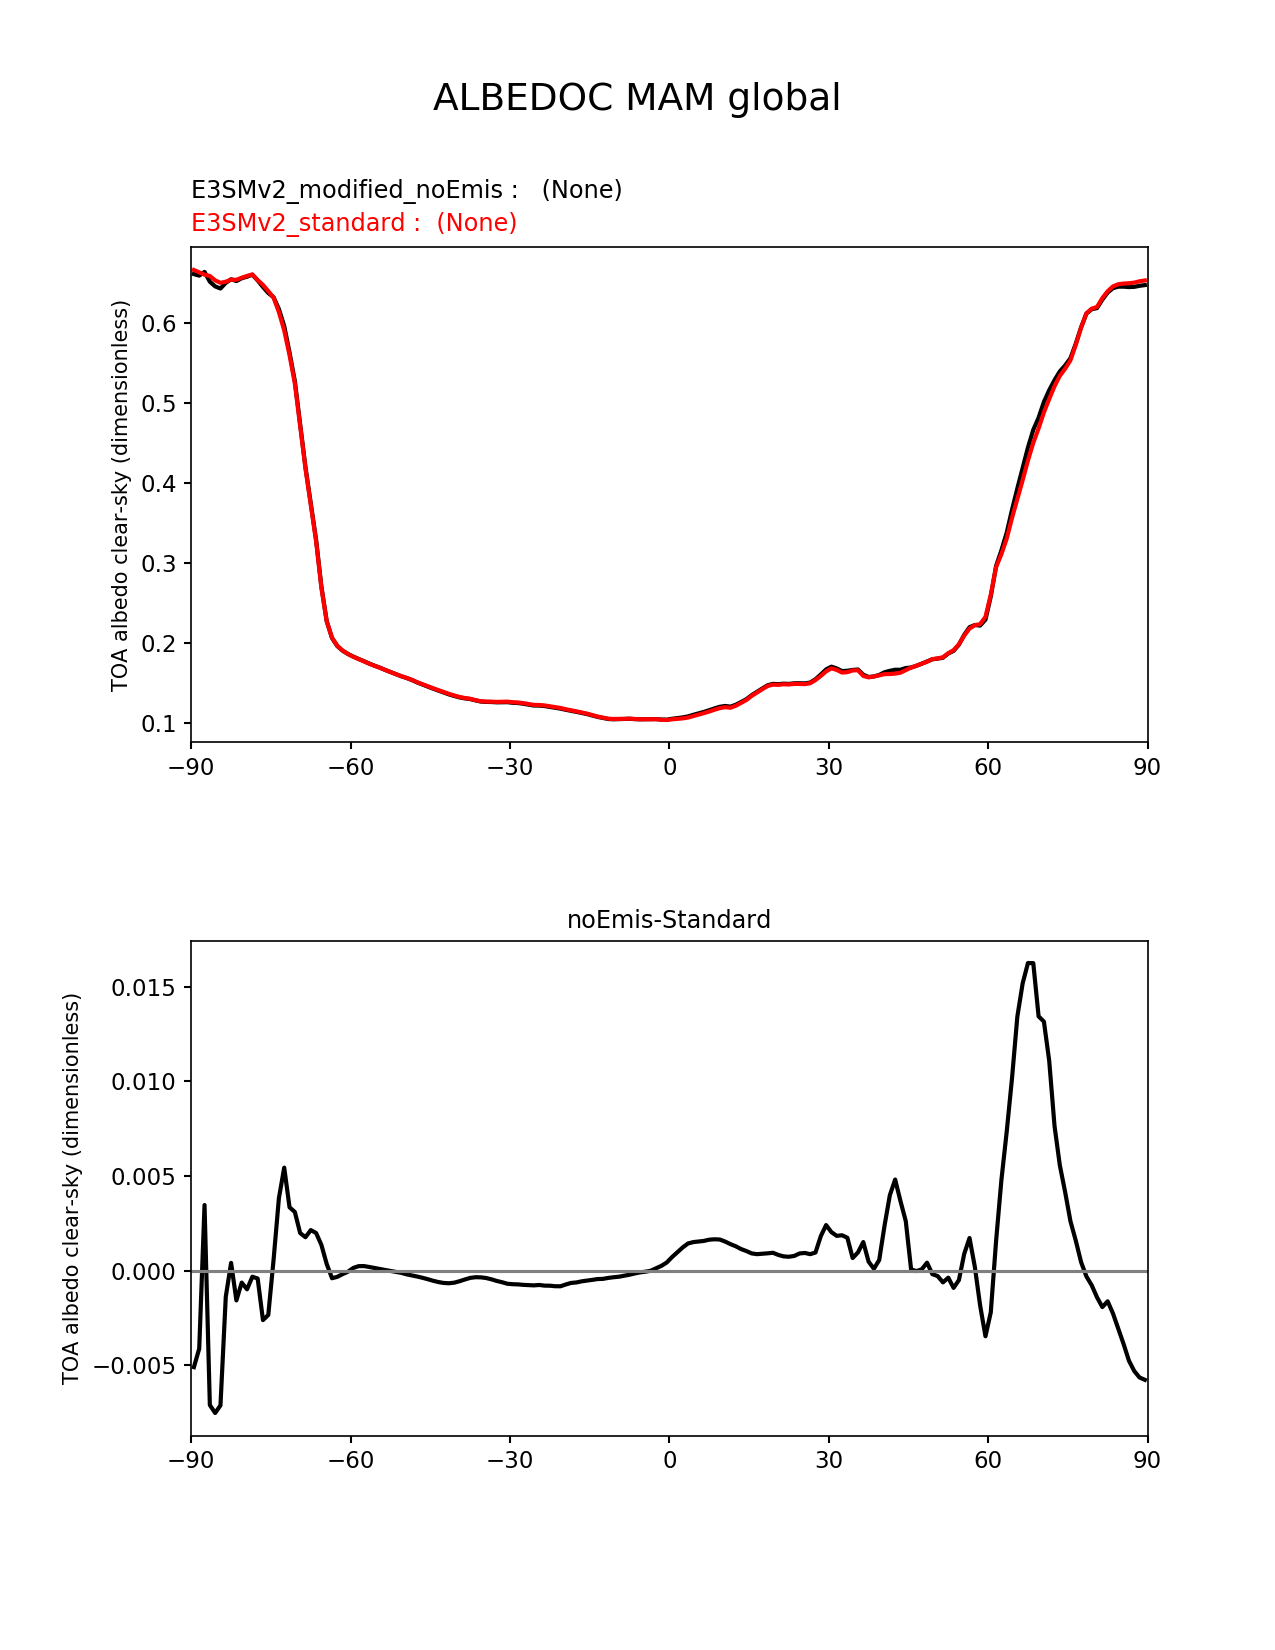 ALBEDOC MAM global
E3SMv2_modified_noEmis :   (None)
E3SMv2_standard :  (None)
TOA albedo clear-sky (dimensionless)
0.6
0.5
0.4
0.3
0.2
0.1
−90 −60 −30 0 30 60 90
noEmis-Standard
TOA albedo clear-sky (dimensionless)
0.015
0.010
0.005
0.000
−0.005
−90 −60 −30 0 30 60 90